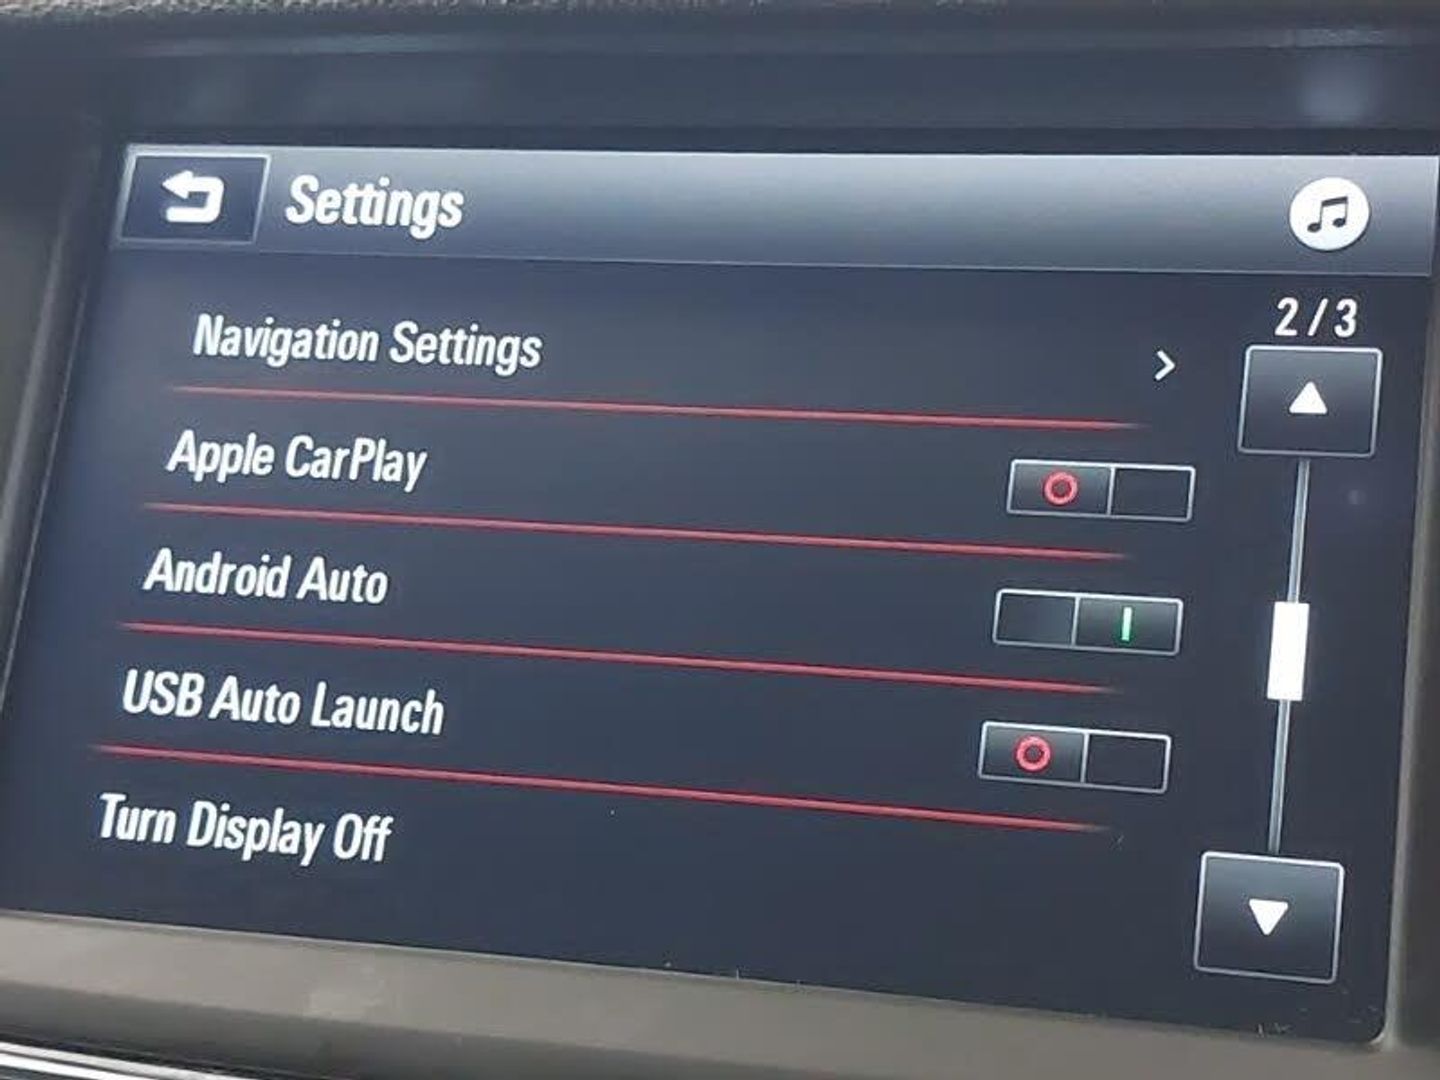 Settings
2/3
Navigation Settings
Apple CarPlay
Android Auto
USB Auto Launch
Turn Display Off